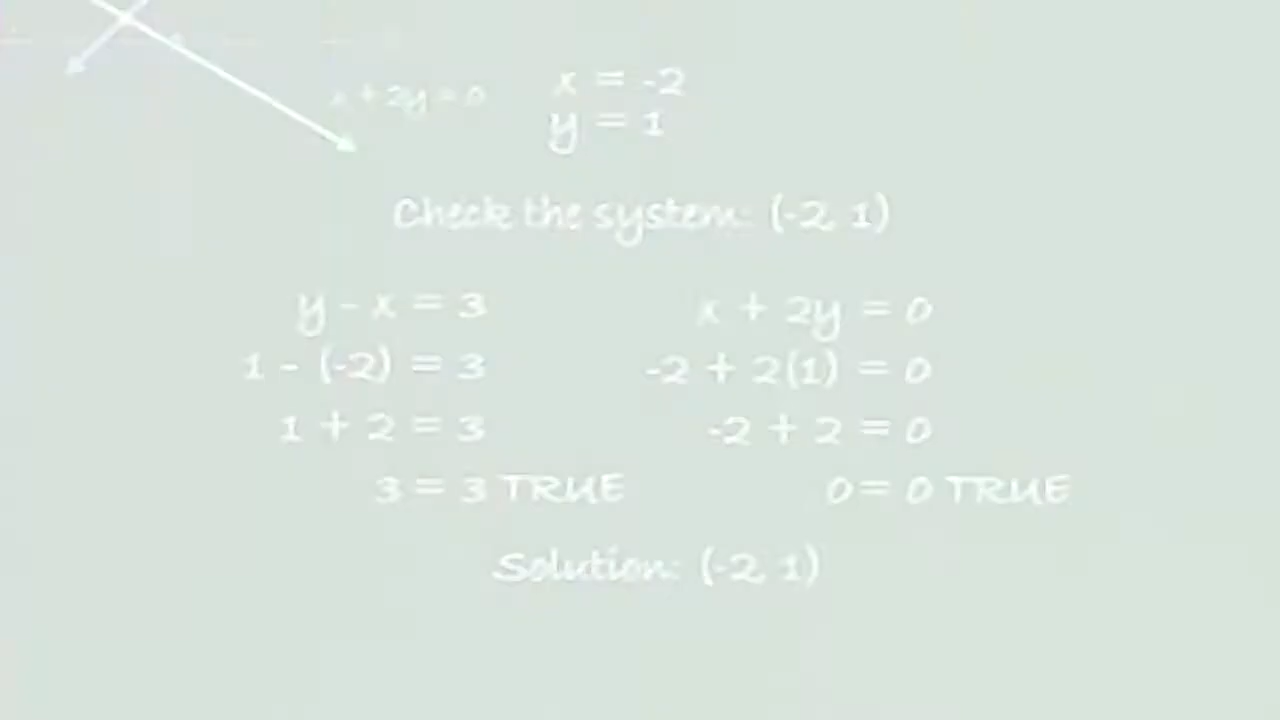 x = -2
x + 2y = 0
y = 1
Check the system: (-2, 1)
y - x = 3
x + 2y = 0
1 - (-2) = 3
-2 + 2(1) = 0
1 + 2 = 3
-2 + 2 = 0
3 = 3 TRUE
0 = 0 TRUE
Solution: (-2, 1)